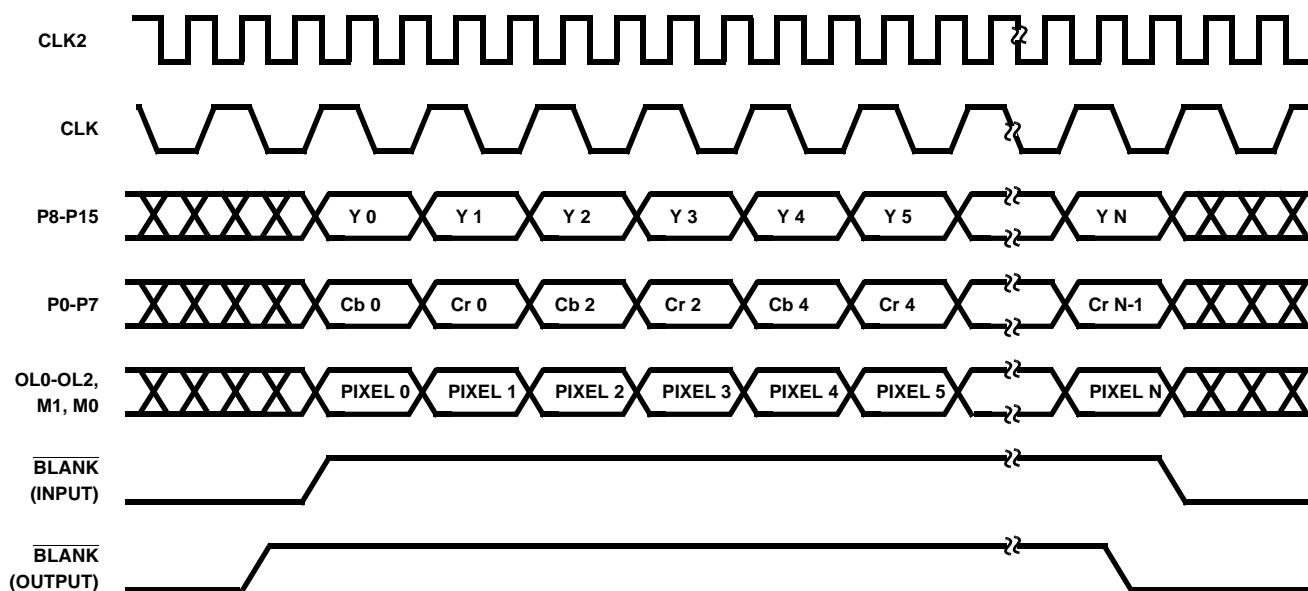 CLK2
CLK
P8-P15
Y 0 Y 1 Y 2 Y 3 Y 4 Y 5 Y N
P0-P7
Cb 0 Cr 0 Cb 2 Cr 2 Cb 4 Cr 4 Cr N-1
OL0-OL2,
M1, M0
PIXEL 0 PIXEL 1 PIXEL 2 PIXEL 3 PIXEL 4 PIXEL 5 PIXEL N
BLANK
(INPUT)
BLANK
(OUTPUT)